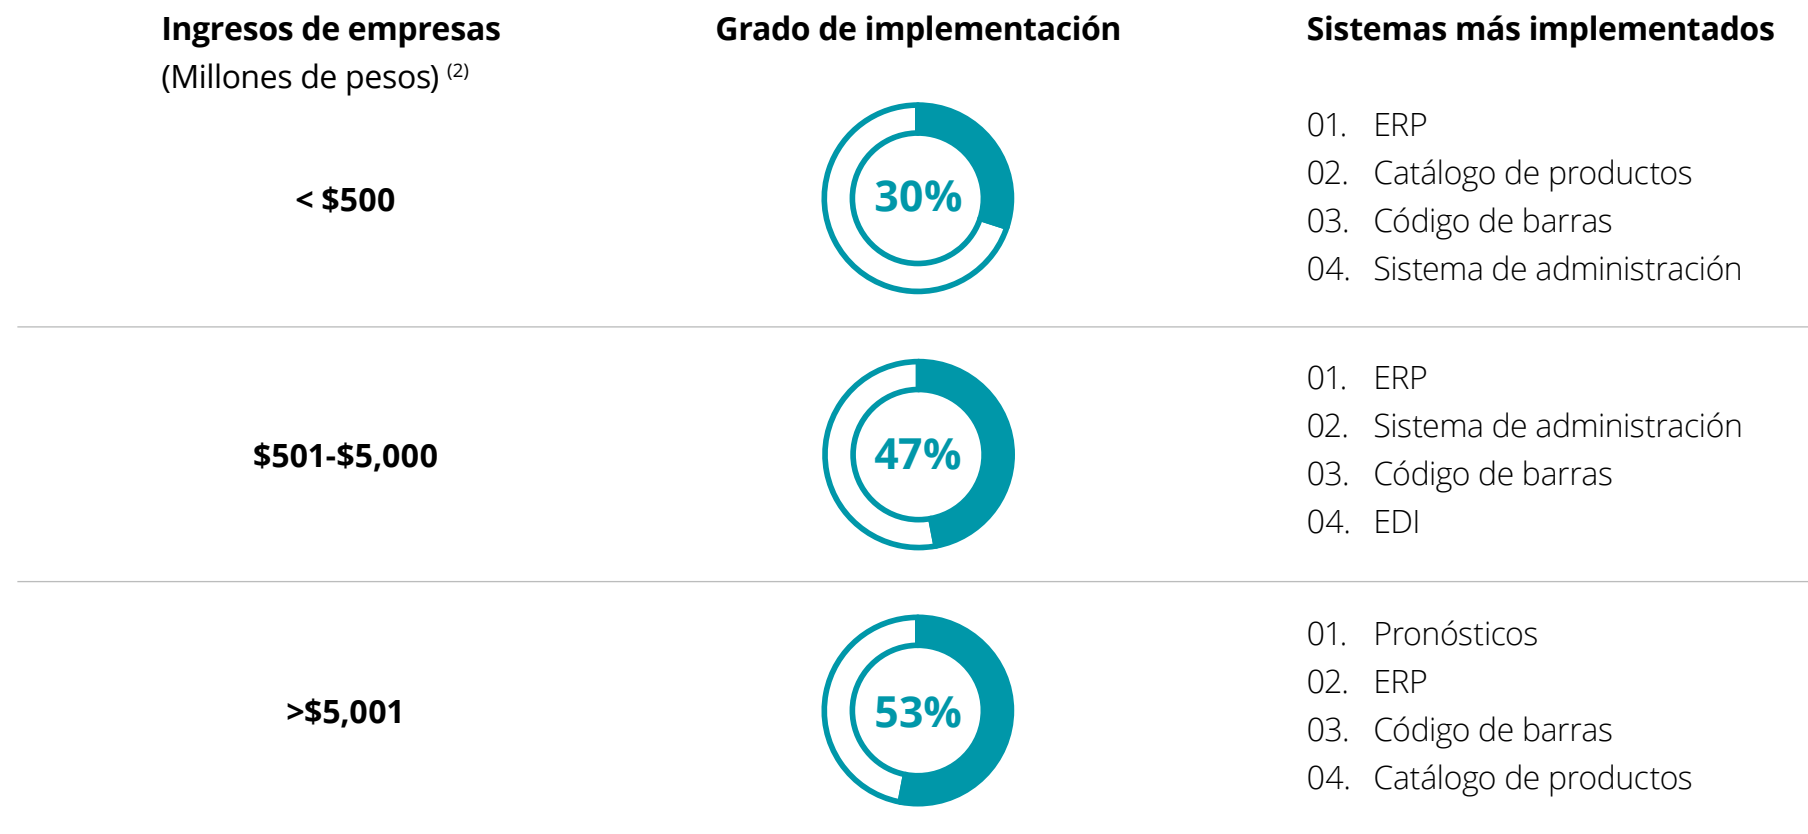 Ingresos de empresas
(Millones de pesos) (2)
Grado de implementación
Sistemas más implementados
< $500
30%
01. ERP
02. Catálogo de productos
03. Código de barras
04. Sistema de administración
$501-$5,000
47%
01. ERP
02. Sistema de administración
03. Código de barras
04. EDI
>$5,001
53%
01. Pronósticos
02. ERP
03. Código de barras
04. Catálogo de productos